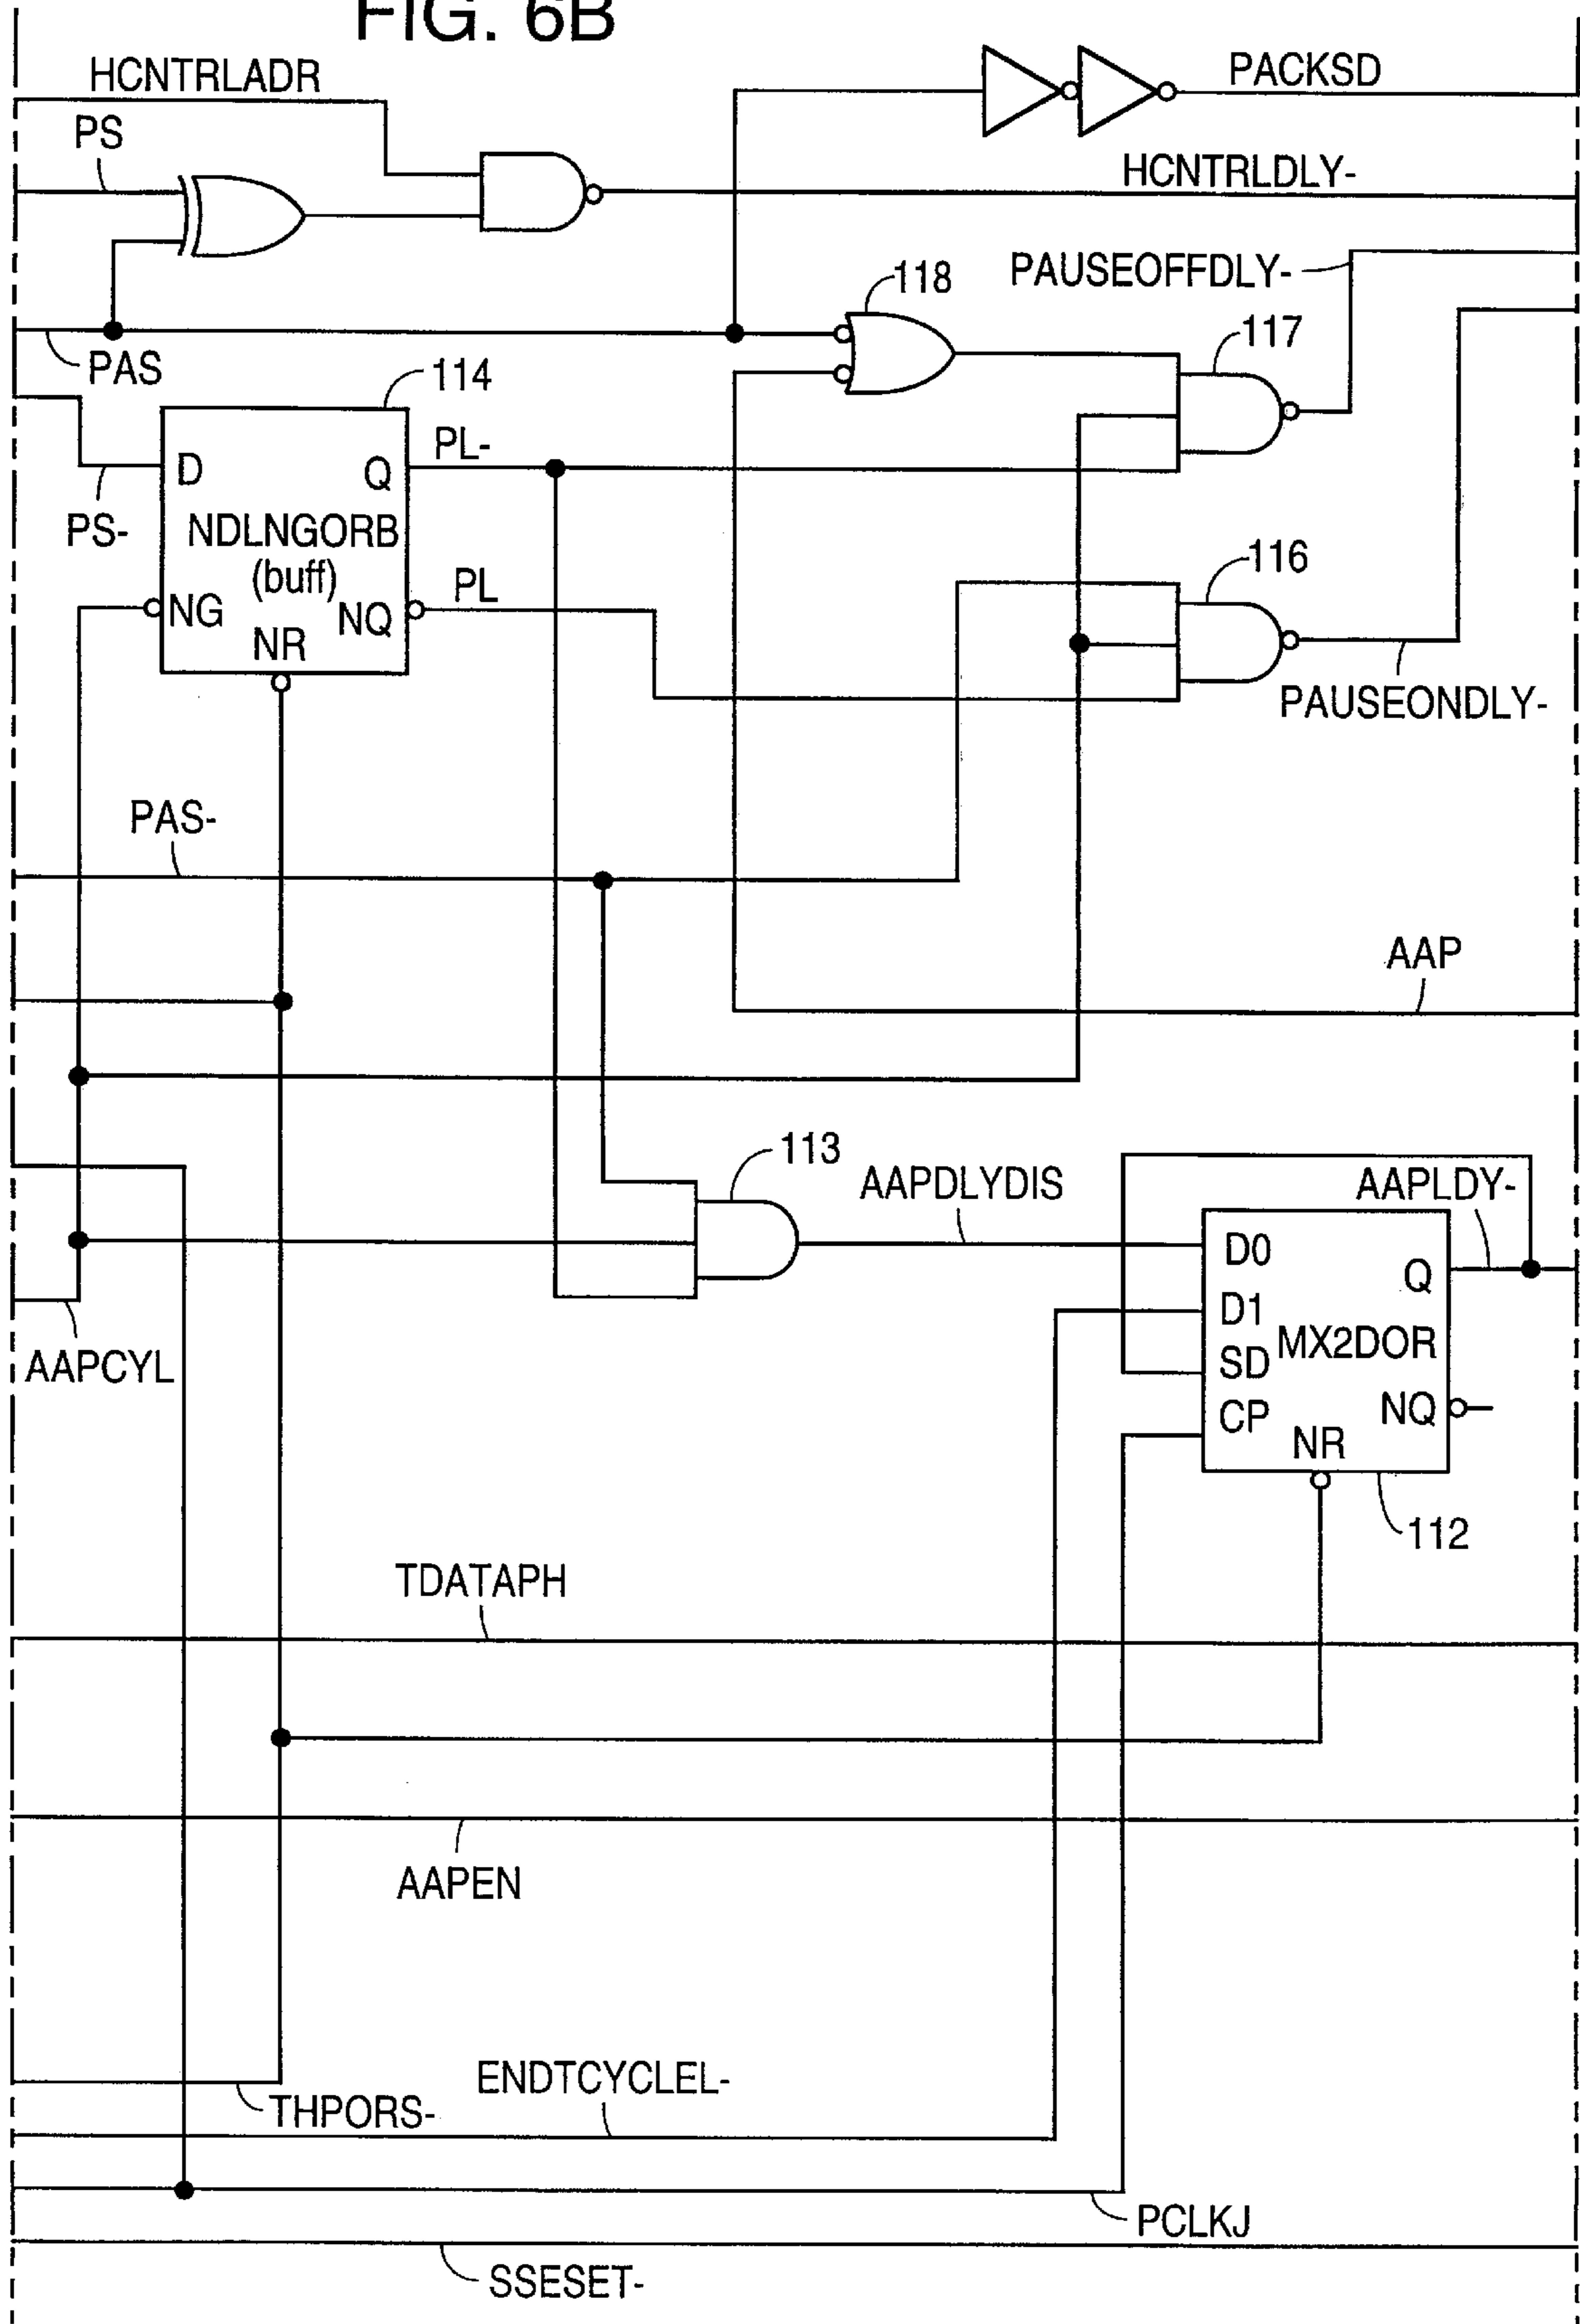 FIG. 6B
HCNTRLADR
PACKSD
PS
HCNTRLDLY-
118
PAUSEOFFDLY-
117
PAS
114
PL-
D
Q
PS-
NDLNGORB
(buff)
PL
116
NG
NQ
NR
PAUSEONDLY-
PAS-
AAP
113
AAPDLYDIS
AAPLDY-
D0
Q
D1
MX2DOR
AAPCYL
SD
CP
NQ
NR
112
TDATAPH
AAPEN
ENDTCYCLEL-
THPORS-
PCLKJ
SSESET-